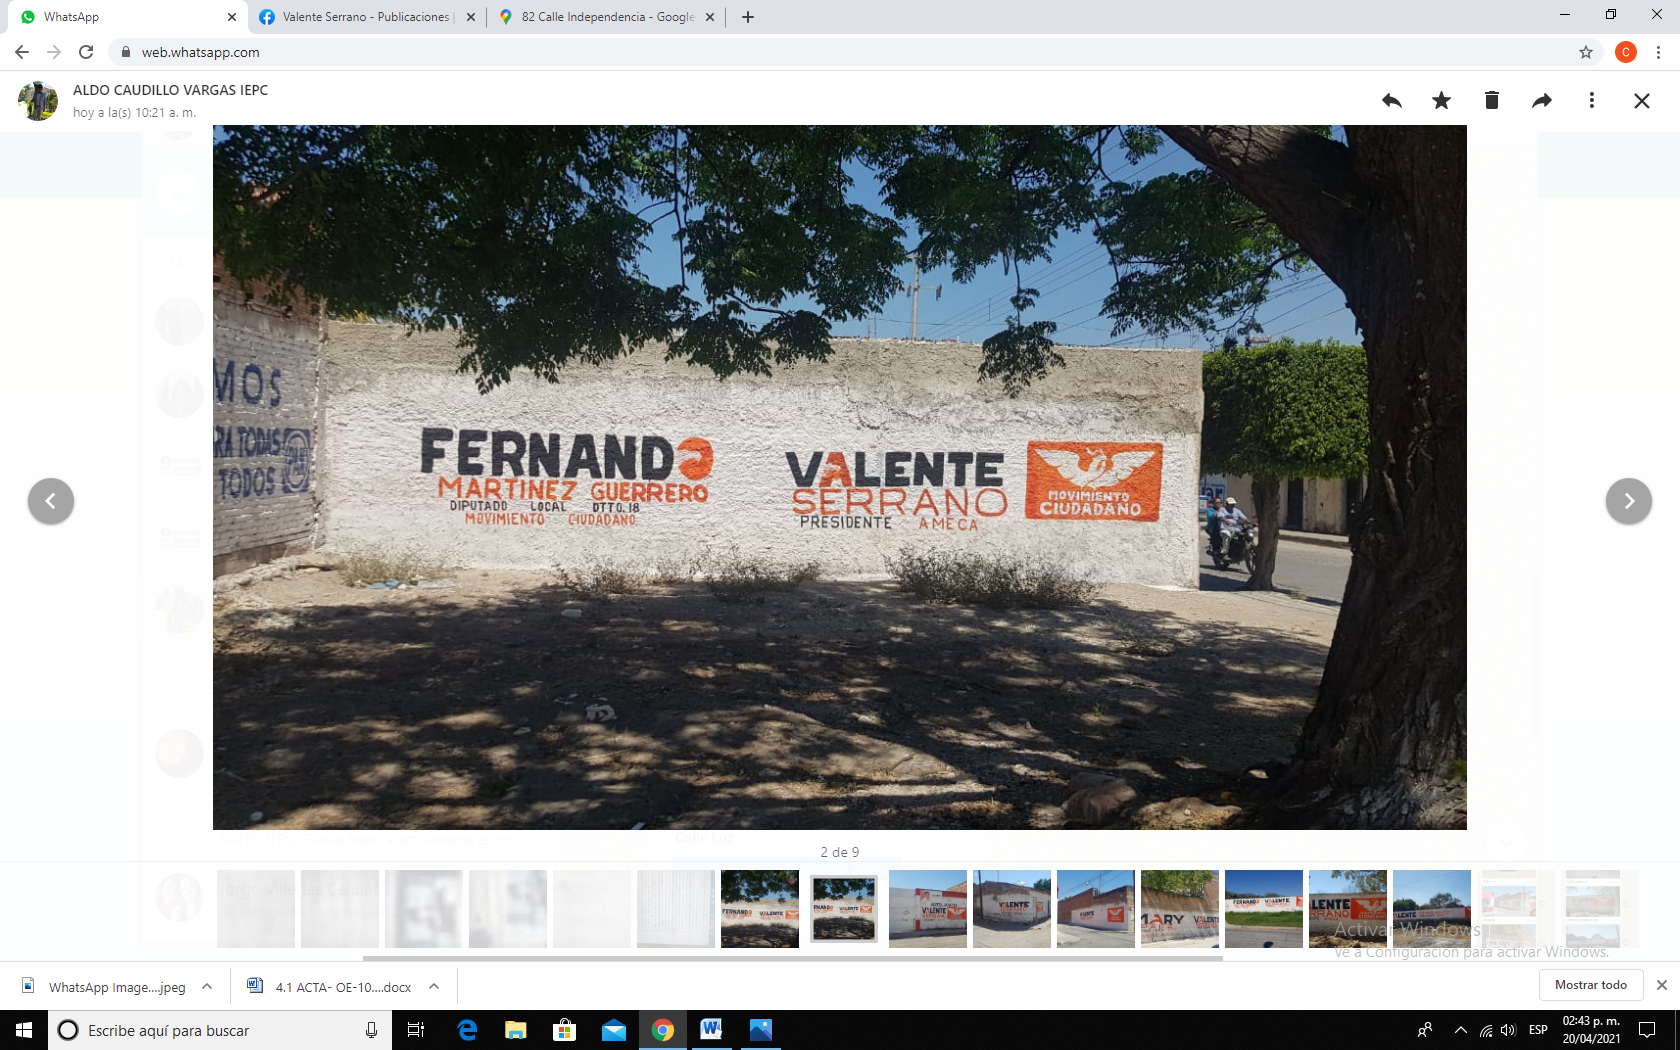 WhatsApp
Valente Serrano - Publicaciones |
82 Calle Independencia - Google
web.whatsapp.com
C
ALDO CAUDILLO VARGAS IEPC
hoy a la(s) 10:21 a. m.
MOS
RA TODAS
TODOS
FERNANDO
MARTINEZ GUERRERO
DIPUTADO LOCAL DTTO. 18
MOVIMIENTO CIUDADANO
VALENTE
SERRANO
PRESIDENTE AMECA
MOVIMIENTO
CIUDADANO
2 de 9
Activar Windows
Ve a Configuración para activar Windows.
WhatsApp Image....jpeg
4.1 ACTA- OE-10....docx
Mostrar todo
Escribe aquí para buscar
ESP
02:43 p. m.
20/04/2021